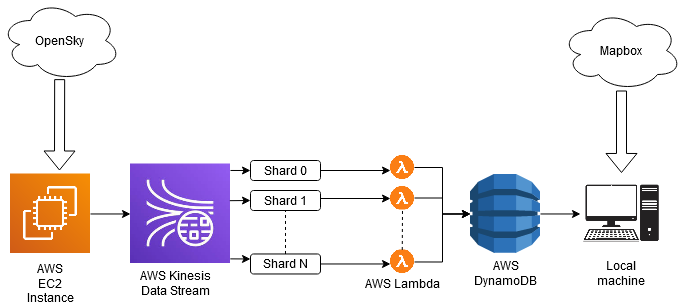 OpenSky
Mapbox
Shard 0
λ
Shard 1
λ
Shard N
λ
AWS
EC2
Instance
AWS Kinesis
Data Stream
AWS Lambda
AWS
DynamoDB
Local
machine